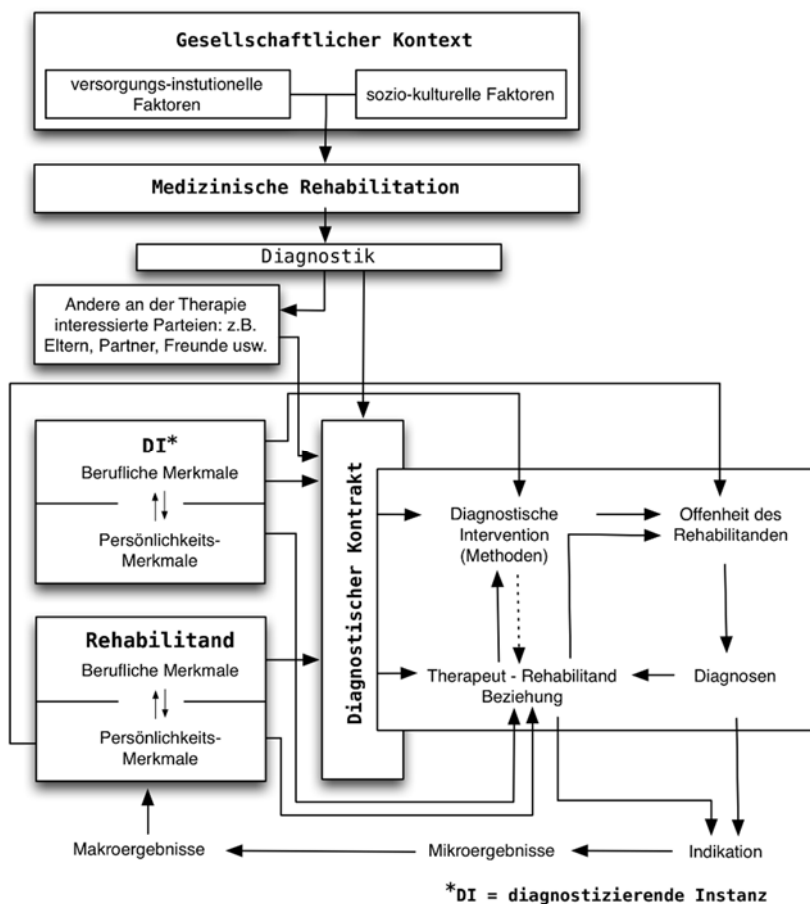 Gesellschaftlicher Kontext
versorgungs-instutionelle
Faktoren
sozio-kulturelle Faktoren
Medizinische Rehabilitation
Diagnostik
Andere an der Therapie
interessierte Parteien: z.B.
Eltern, Partner, Freunde usw.
DI*
Berufliche Merkmale
Persönlichkeits-
Merkmale
Rehabilitand
Berufliche Merkmale
Persönlichkeits-
Merkmale
Diagnostischer Kontrakt
Diagnostische
Intervention
(Methoden)
Offenheit des
Rehabilitanden
Therapeut - Rehabilitand
Beziehung
Diagnosen
Makroergebnisse
Mikroergebnisse
Indikation
*DI = diagnostizierende Instanz